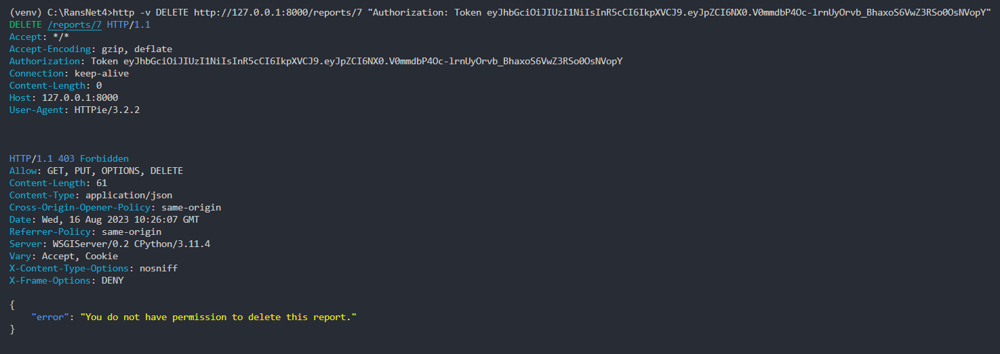 (venv) C:\RansNet4>http -v DELETE http://127.0.0.1:8000/reports/7 "Authorization: Token eyJhbGciOiJIUzI1NiIsInR5cCI6IkpXVCJ9.eyJpZCI6NX0.V0mmdbP4Oc-lrnUyOrvb_BhaxoS6VwZ3RSo0OsNVopY"
DELETE /reports/7 HTTP/1.1
Accept: */*
Accept-Encoding: gzip, deflate
Authorization: Token eyJhbGciOiJIUzI1NiIsInR5cCI6IkpXVCJ9.eyJpZCI6NX0.V0mmdbP4Oc-lrnUyOrvb_BhaxoS6VwZ3RSo0OsNVopY
Connection: keep-alive
Content-Length: 0
Host: 127.0.0.1:8000
User-Agent: HTTPie/3.2.2
HTTP/1.1 403 Forbidden
Allow: GET, PUT, OPTIONS, DELETE
Content-Length: 61
Content-Type: application/json
Cross-Origin-Opener-Policy: same-origin
Date: Wed, 16 Aug 2023 10:26:07 GMT
Referrer-Policy: same-origin
Server: WSGIServer/0.2 CPython/3.11.4
Vary: Accept, Cookie
X-Content-Type-Options: nosniff
X-Frame-Options: DENY
{
    "error": "You do not have permission to delete this report."
}